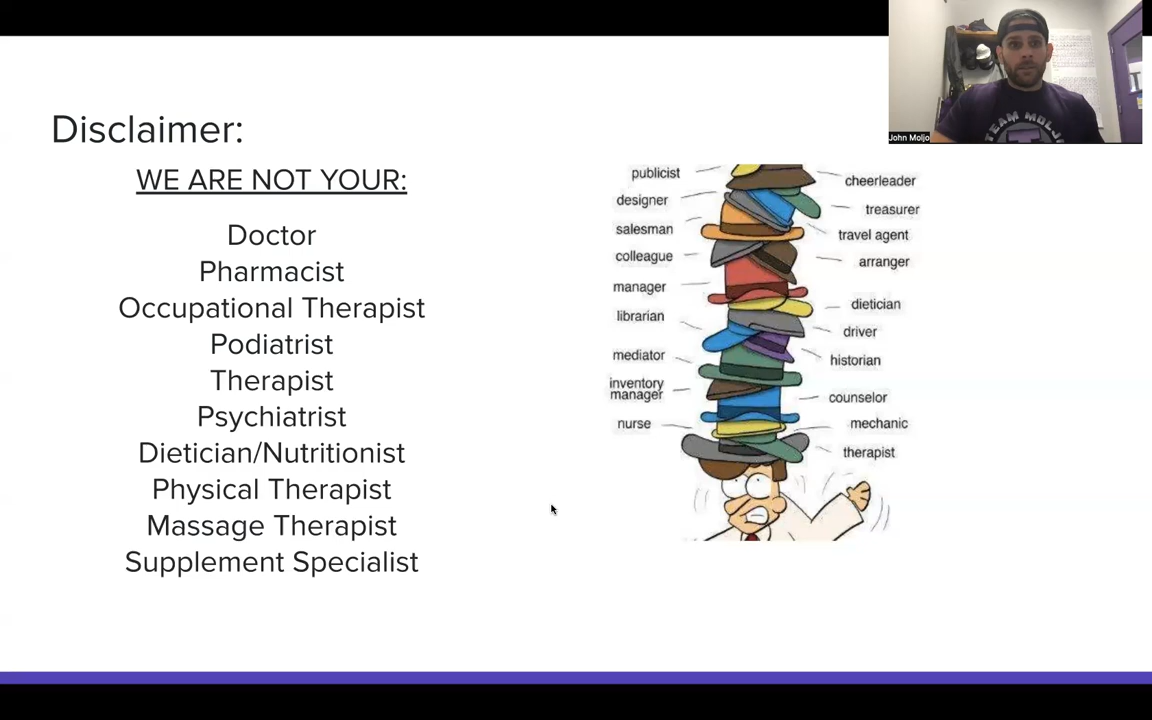 John Moljo
TEAM MOLJO
Disclaimer:
WE ARE NOT YOUR:
Doctor
Pharmacist
Occupational Therapist
Podiatrist
Therapist
Psychiatrist
Dietician/Nutritionist
Physical Therapist
Massage Therapist
Supplement Specialist
publicist
designer
salesman
colleague
manager
librarian
mediator
inventory
manager
nurse
cheerleader
treasurer
travel agent
arranger
dietician
driver
historian
counselor
mechanic
therapist